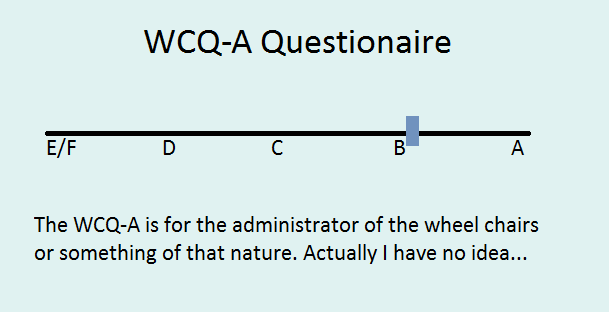 WCQ-A Questionaire
E/F D C B A
The WCQ-A is for the administrator of the wheel chairs
or something of that nature. Actually I have no idea...